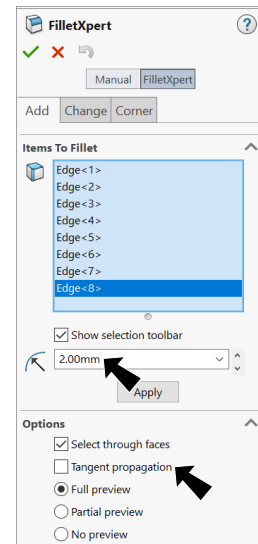 FilletXpert
?
Manual FilletXpert
Add Change Corner
Items To Fillet
Edge<1>
Edge<2>
Edge<3>
Edge<4>
Edge<5>
Edge<6>
Edge<7>
Edge<8>
Show selection toolbar
2.00mm
Apply
Options
Select through faces
Tangent propagation
Full preview
Partial preview
No preview